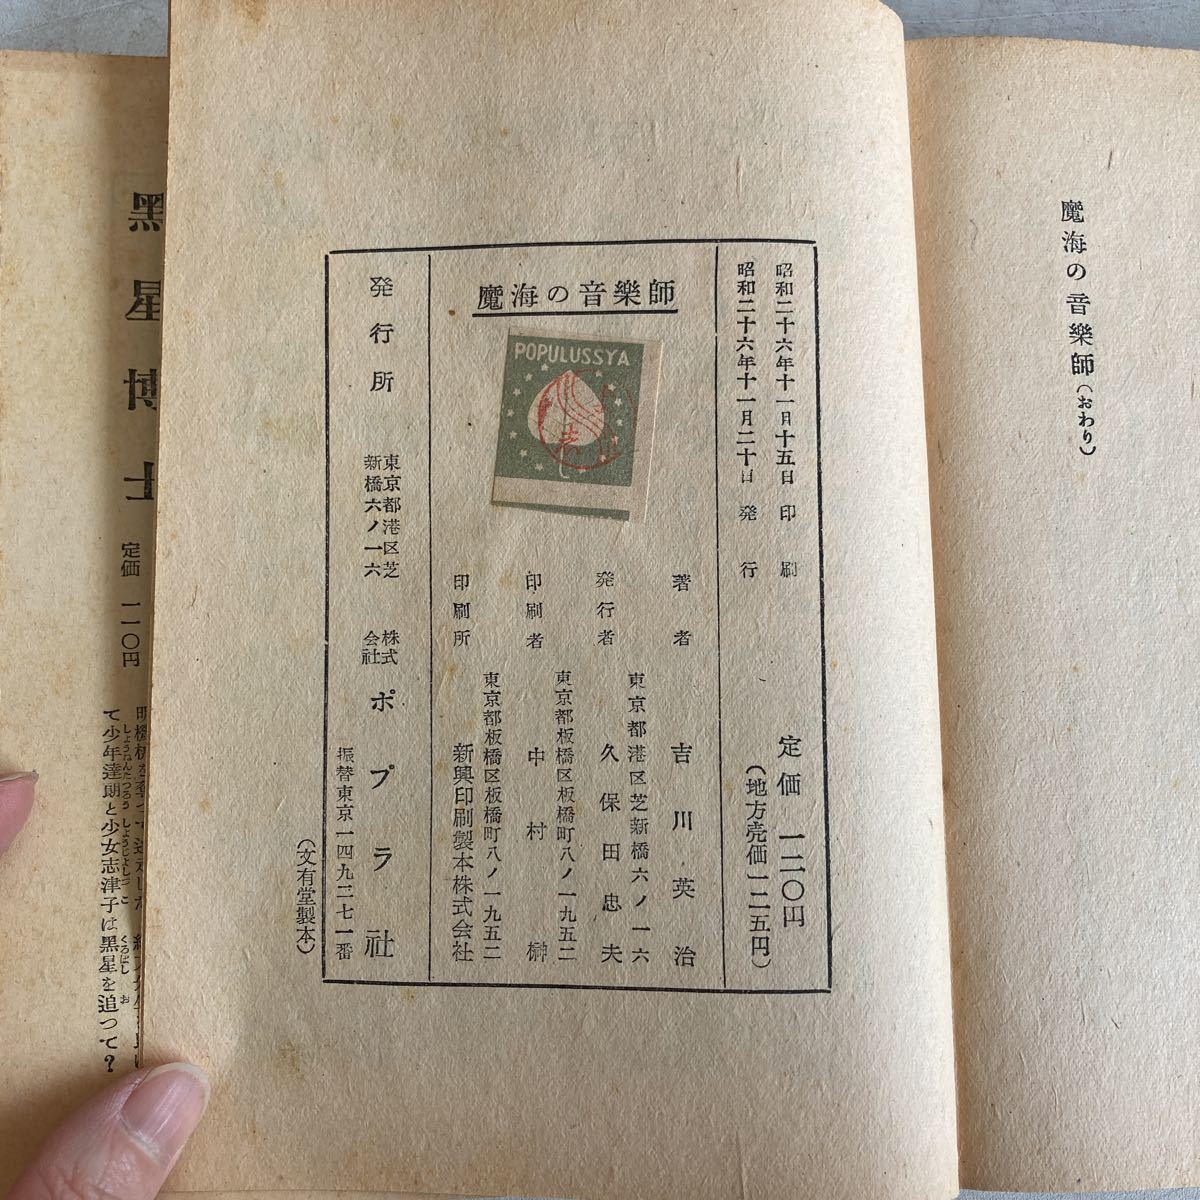 魔海の音樂師(おわり)
昭和二十六年十一月十五日 印刷
昭和二十六年十一月二十日 発行
定価 一二〇円
(地方売価一二五円)
魔海の音樂師
POPULUSSYA
著者 吉川英治
東京都港区芝新橋六ノ一六
発行者 久保田忠夫
東京都板橋区板橋町八ノ一九五二
印刷者 中村榊
東京都板橋区板橋町八ノ一九五二
印刷所 新興印刷製本株式会社
発行所
東京都港区芝
新橋六ノ一六
株式
会社
ポプラ社
振替東京一四九二七一番
(文有堂製本)
黑星博士
定価 一一〇円
て少年達朗と少女志津子は黑星を追つて?